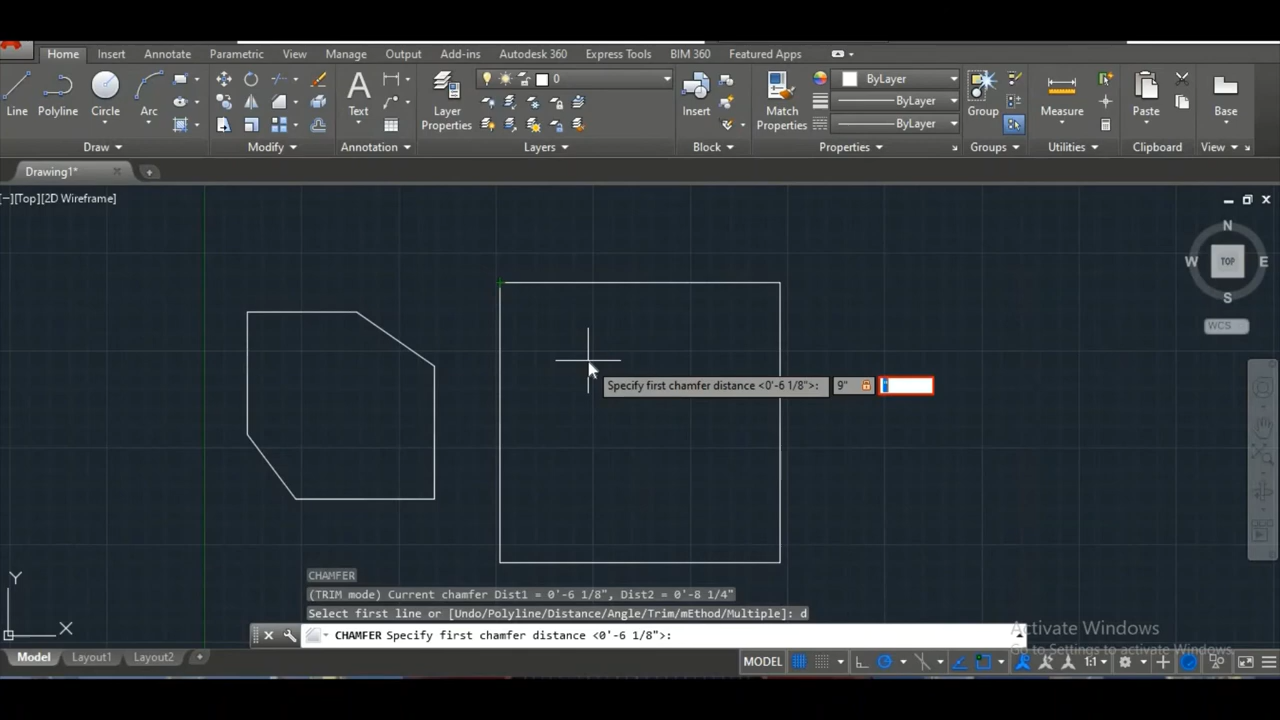 Home Insert Annotate Parametric View Manage Output Add-ins Autodesk 360 Express Tools BIM 360 Featured Apps
0
ByLayer
ByLayer
ByLayer
Line Polyline Circle Arc Text Layer Properties Insert Match Properties Group Measure Paste Base
Draw Modify Annotation Layers Block Properties Groups Utilities Clipboard View
Drawing1*
[−][Top][2D Wireframe]
N
W TOP E
S
WCS
Specify first chamfer distance <0'-6 1/8">: 9" "
Y
X
CHAMFER
(TRIM mode) Current chamfer Dist1 = 0'-6 1/8", Dist2 = 0'-8 1/4"
Select first line or [Undo/Polyline/Distance/Angle/Trim/mEthod/Multiple]: d
CHAMFER Specify first chamfer distance <0'-6 1/8">:
Activate Windows
Go to Settings to activate Windows.
Model Layout1 Layout2 + MODEL 1:1